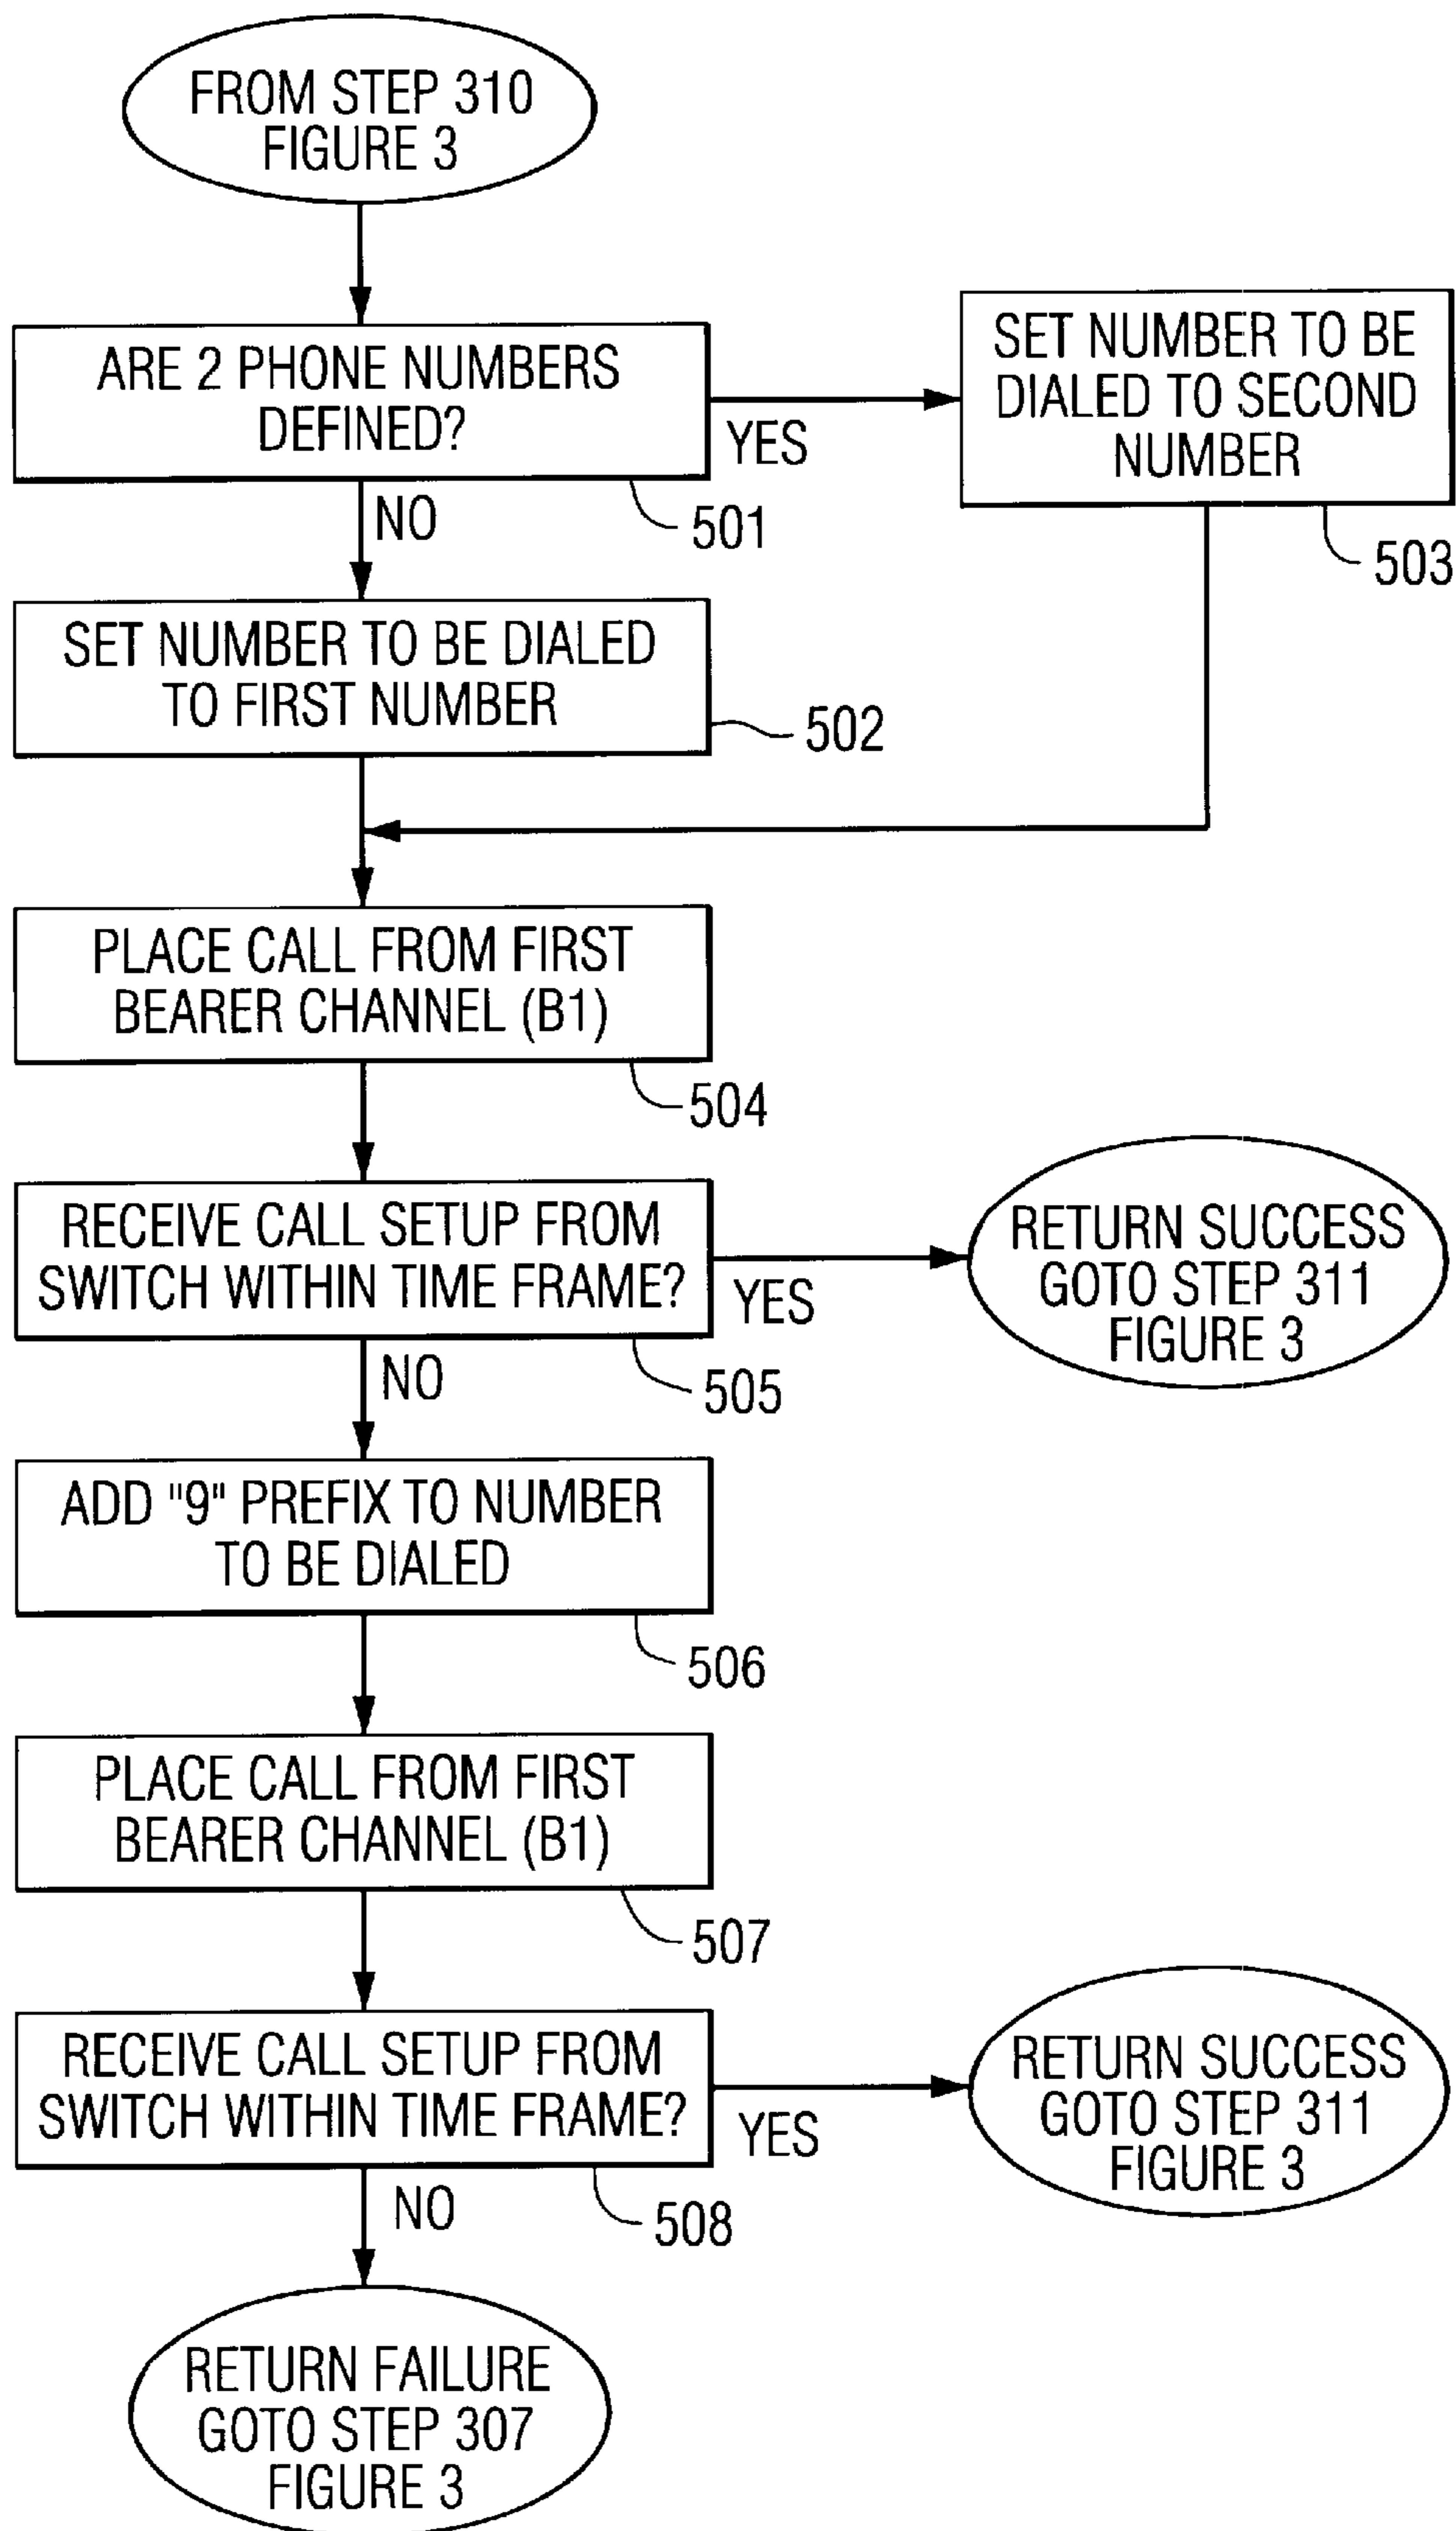 FROM STEP 310
FIGURE 3
ARE 2 PHONE NUMBERS
DEFINED?
YES
NO
501
SET NUMBER TO BE
DIALED TO SECOND
NUMBER
503
SET NUMBER TO BE DIALED
TO FIRST NUMBER
502
PLACE CALL FROM FIRST
BEARER CHANNEL (B1)
504
RECEIVE CALL SETUP FROM
SWITCH WITHIN TIME FRAME?
YES
NO
505
RETURN SUCCESS
GOTO STEP 311
FIGURE 3
ADD "9" PREFIX TO NUMBER
TO BE DIALED
506
PLACE CALL FROM FIRST
BEARER CHANNEL (B1)
507
RECEIVE CALL SETUP FROM
SWITCH WITHIN TIME FRAME?
YES
NO
508
RETURN SUCCESS
GOTO STEP 311
FIGURE 3
RETURN FAILURE
GOTO STEP 307
FIGURE 3